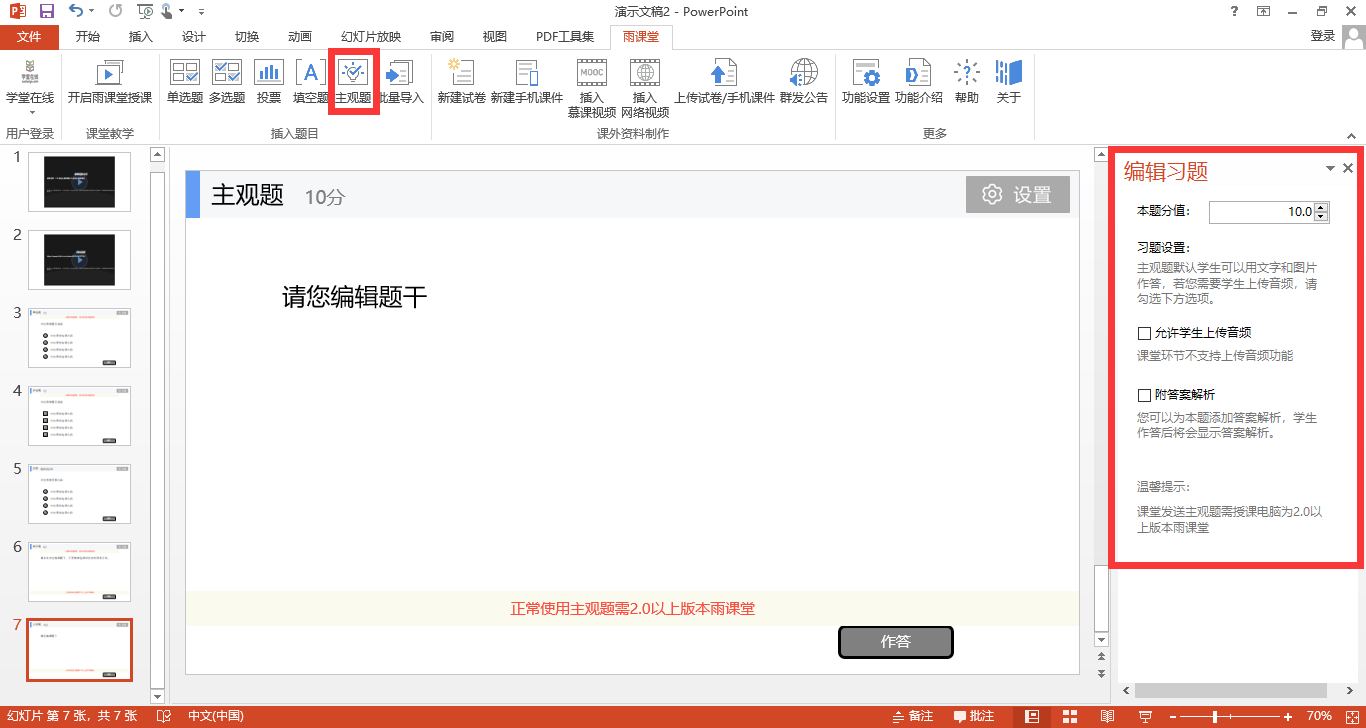 演示文稿2 - PowerPoint
文件 开始 插入 设计 切换 动画 幻灯片放映 审阅 视图 PDF工具集 雨课堂 登录
学堂在线 开启雨课堂授课 单选题 多选题 投票 填空题 主观题 批量导入 新建试卷 新建手机课件 插入 慕课视频 插入 网络视频 上传试卷/手机课件 群发公告 功能设置 功能介绍 帮助 关于
MOOC
用户登录 课堂教学 插入题目 课外资料制作 更多
1
2
3
4
5
6
7
主观题 10分 设置
请您编辑题干
正常使用主观题需2.0以上版本雨课堂
作答
编辑习题
本题分值: 10.0
习题设置:
主观题默认学生可以用文字和图片
作答，若您需要学生上传音频，请
勾选下方选项。
允许学生上传音频
课堂环节不支持上传音频功能
附答案解析
您可以为本题添加答案解析，学生
作答后将会显示答案解析。
温馨提示:
课堂发送主观题需授课电脑为2.0以
上版本雨课堂
幻灯片 第 7 张，共 7 张 中文(中国) 备注 批注 70%